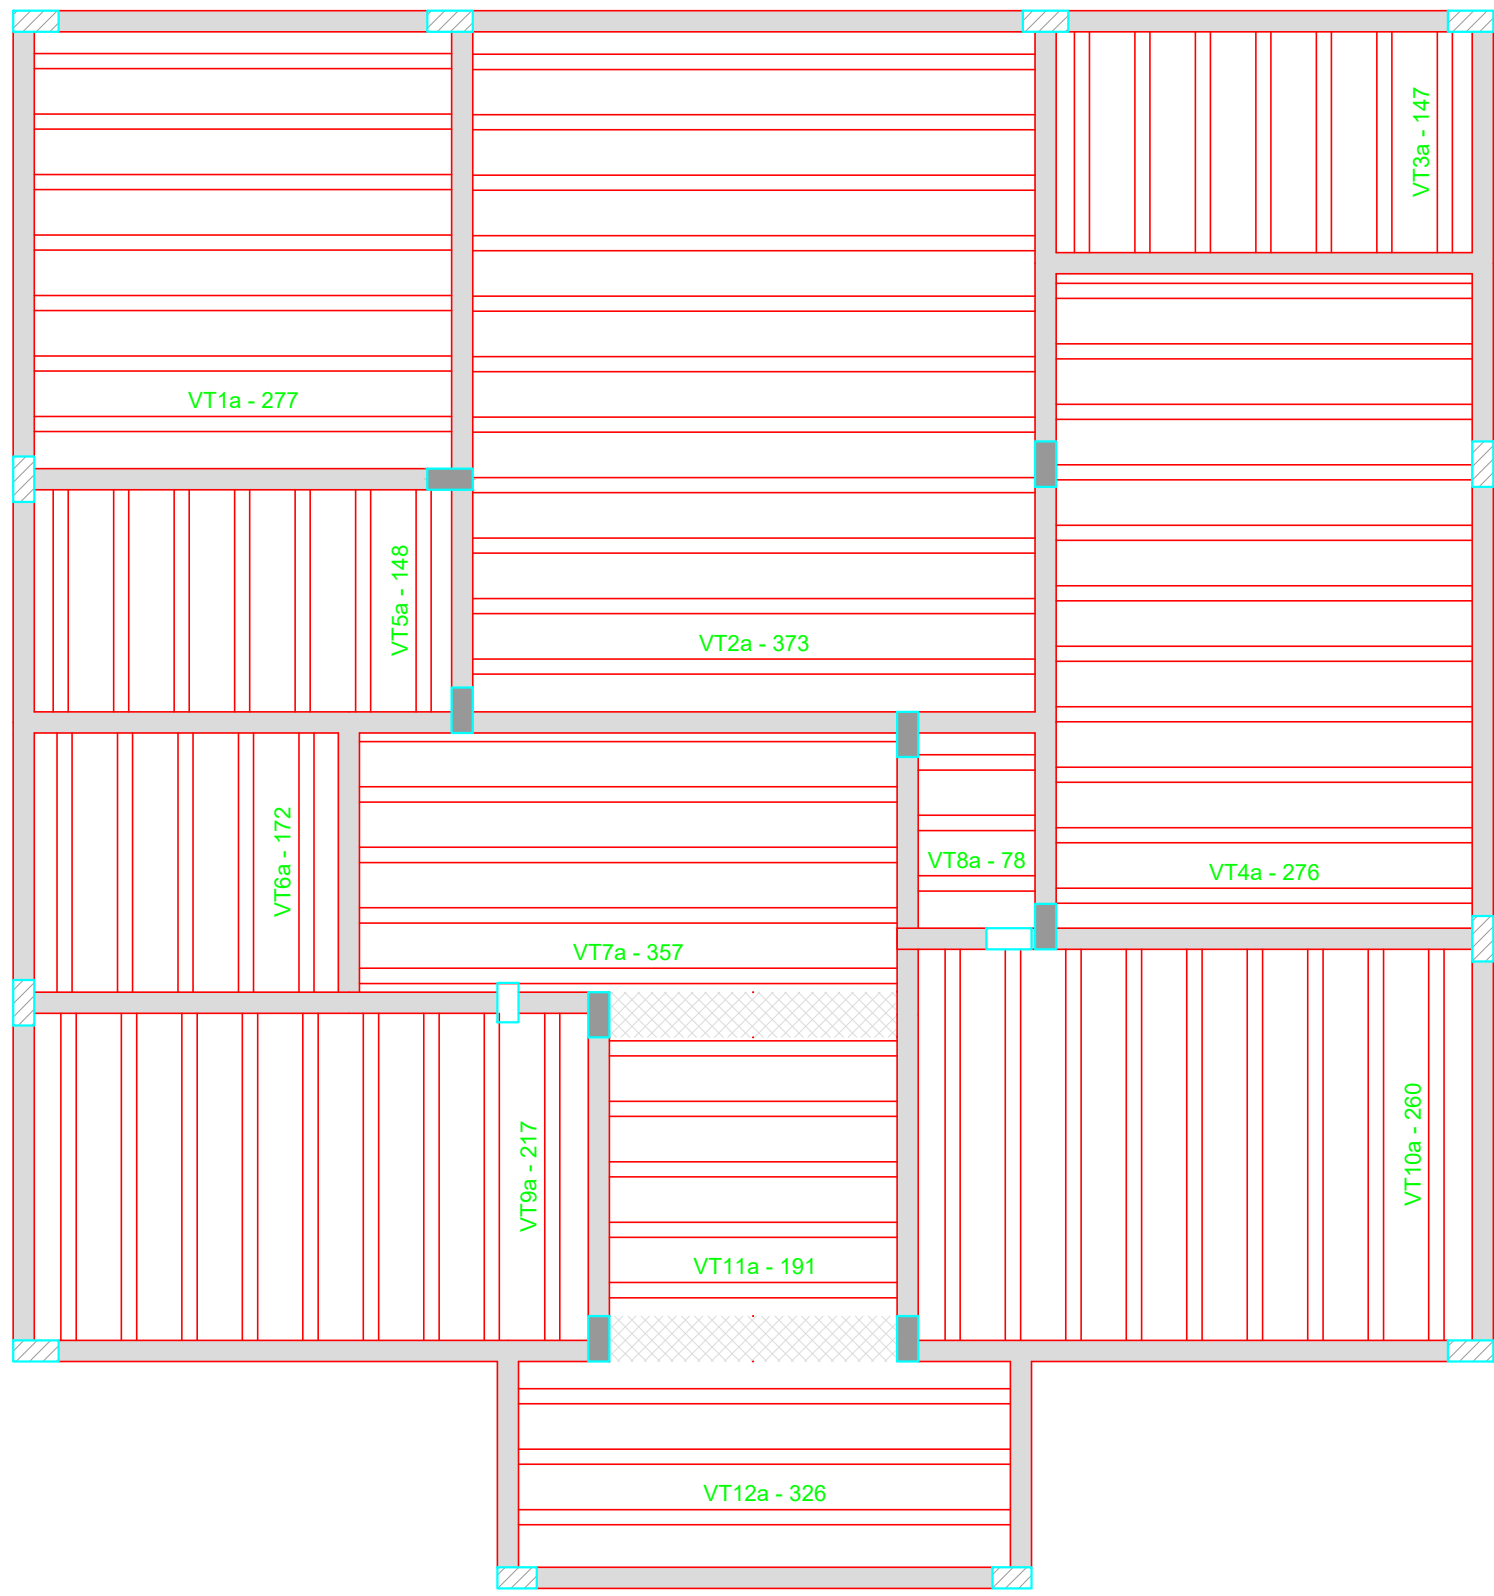 VT3a - 147
VT1a - 277
VT5a - 148
VT2a - 373
VT6a - 172
VT8a - 78
VT4a - 276
VT7a - 357
VT9a - 217
VT10a - 260
VT11a - 191
VT12a - 326